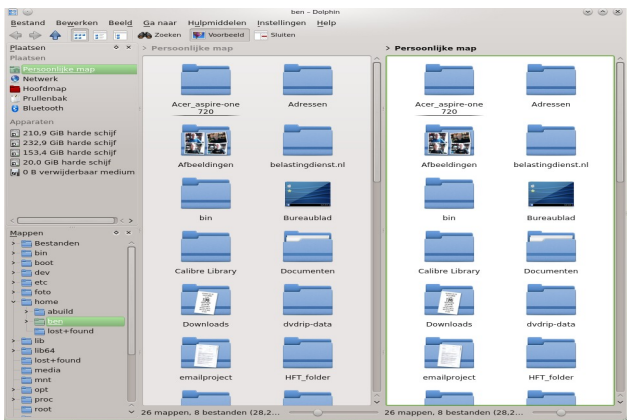 ben – Dolphin
Bestand Bewerken Beeld Ga naar Hulpmiddelen Instellingen Help
Zoeken Voorbeeld Sluiten
Plaatsen
Plaatsen
Persoonlijke map
Netwerk
Hoofdmap
Prullenbak
Bluetooth
Apparaten
210,9 GiB harde schijf
232,9 GiB harde schijf
153,4 GiB harde schijf
20,0 GiB harde schijf
0 B verwijderbaar medium
Mappen
Bestanden
bin
boot
dev
etc
foto
home
abuild
ben
lost+found
lib
lib64
lost+found
media
mnt
opt
proc
root
> Persoonlijke map
Acer_aspire-one
720
Adressen
Afbeeldingen
belastingdienst.nl
bin
Bureaublad
Calibre Library
Documenten
Downloads
dvdrip-data
emailproject
HFT_folder
26 mappen, 8 bestanden (28,2...
> Persoonlijke map
Acer_aspire-one
720
Adressen
Afbeeldingen
belastingdienst.nl
bin
Bureaublad
Calibre Library
Documenten
Downloads
dvdrip-data
emailproject
HFT_folder
26 mappen, 8 bestanden (28,2...